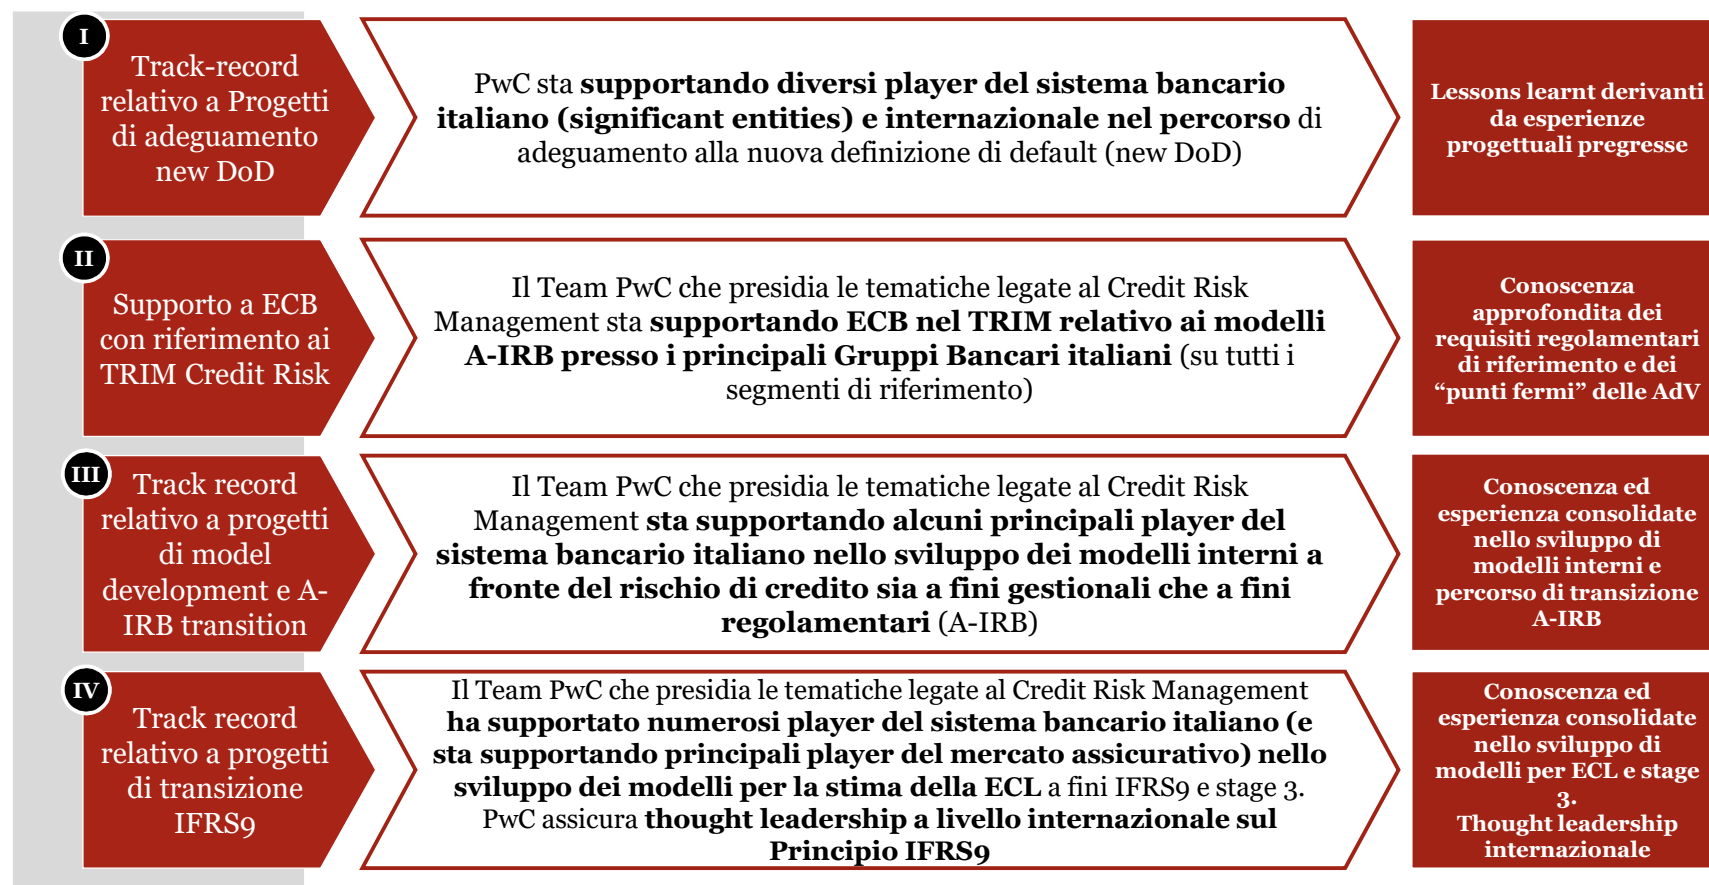 I
Track-record
relativo a Progetti
di adeguamento
new DoD
PwC sta supportando diversi player del sistema bancario
italiano (significant entities) e internazionale nel percorso di
adeguamento alla nuova definizione di default (new DoD)
Lessons learnt derivanti
da esperienze
progettuali pregresse
II
Supporto a ECB
con riferimento ai
TRIM Credit Risk
Il Team PwC che presidia le tematiche legate al Credit Risk
Management sta supportando ECB nel TRIM relativo ai modelli
A-IRB presso i principali Gruppi Bancari italiani (su tutti i
segmenti di riferimento)
Conoscenza
approfondita dei
requisiti regolamentari
di riferimento e dei
“punti fermi” delle AdV
III
Track record
relativo a progetti
di model
development e A-
IRB transition
Il Team PwC che presidia le tematiche legate al Credit Risk
Management sta supportando alcuni principali player del
sistema bancario italiano nello sviluppo dei modelli interni a
fronte del rischio di credito sia a fini gestionali che a fini
regolamentari (A-IRB)
Conoscenza ed
esperienza consolidate
nello sviluppo di
modelli interni e
percorso di transizione
A-IRB
IV
Track record
relativo a progetti
di transizione
IFRS9
Il Team PwC che presidia le tematiche legate al Credit Risk Management
ha supportato numerosi player del sistema bancario italiano (e
sta supportando principali player del mercato assicurativo) nello
sviluppo dei modelli per la stima della ECL a fini IFRS9 e stage 3.
PwC assicura thought leadership a livello internazionale sul
Principio IFRS9
Conoscenza ed
esperienza consolidate
nello sviluppo di
modelli per ECL e stage
3.
Thought leadership
internazionale